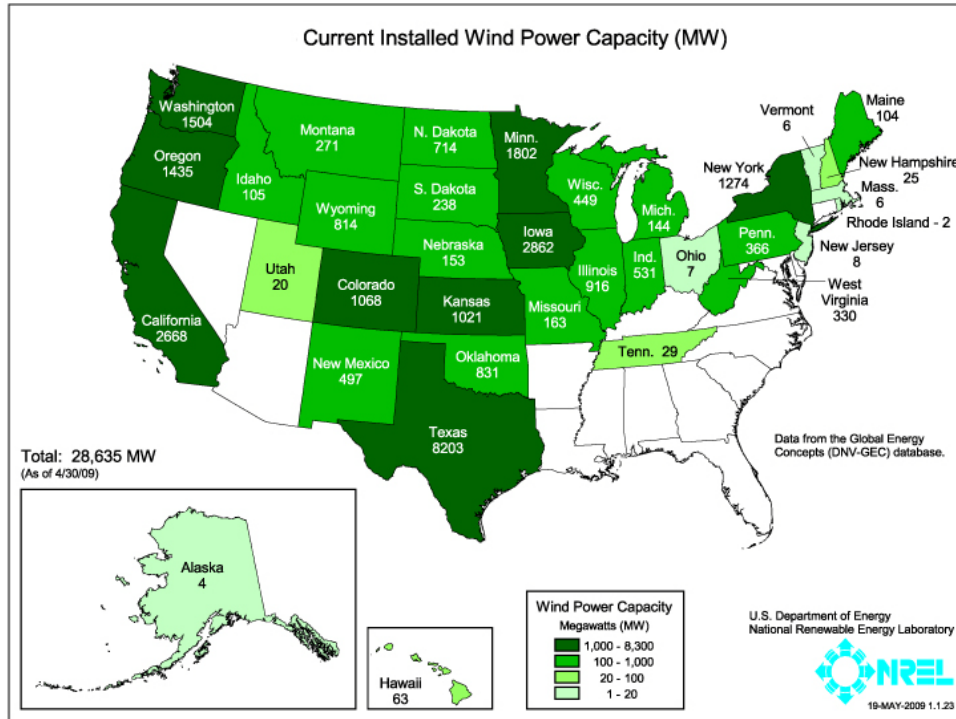 Current Installed Wind Power Capacity (MW)
Washington
1504
Oregon
1435
California
2668
Idaho
105
Montana
271
Wyoming
814
Utah
20
Colorado
1068
New Mexico
497
N. Dakota
714
S. Dakota
238
Nebraska
153
Kansas
1021
Oklahoma
831
Texas
8203
Minn.
1802
Iowa
2862
Missouri
163
Wisc.
449
Illinois
916
Mich.
144
Ind.
531
Ohio
7
Tenn. 29
Penn.
366
New York
1274
Vermont
6
Maine
104
New Hampshire
25
Mass.
6
Rhode Island - 2
New Jersey
8
West
Virginia
330
Data from the Global Energy
Concepts (DNV-GEC) database.
Total: 28,635 MW
(As of 4/30/09)
Alaska
4
Hawaii
63
Wind Power Capacity
Megawatts (MW)
1,000 - 8,300
100 - 1,000
20 - 100
1 - 20
U.S. Department of Energy
National Renewable Energy Laboratory
NREL
19-MAY-2009 1.1.23